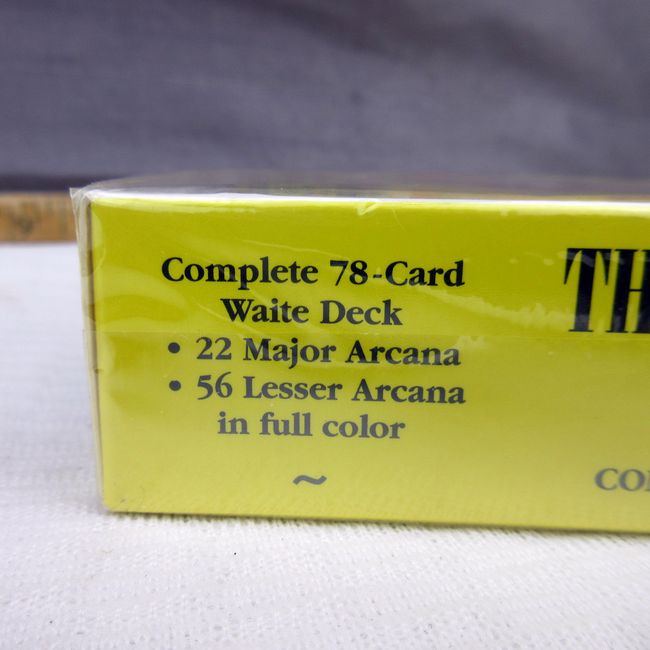 Complete 78-Card
Waite Deck
• 22 Major Arcana
• 56 Lesser Arcana
in full color
~